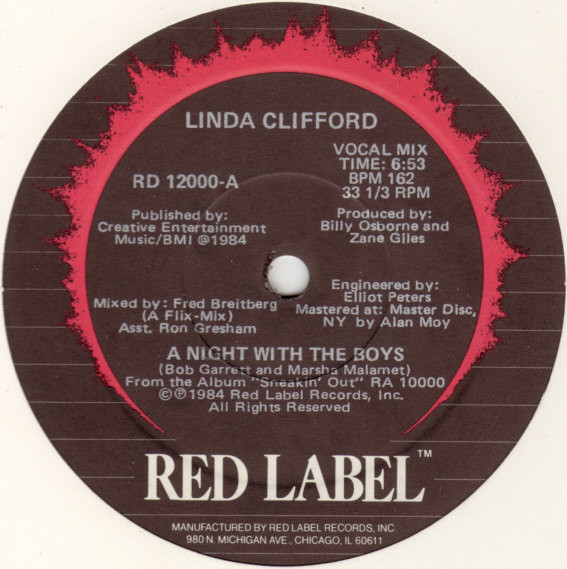 LINDA CLIFFORD
VOCAL MIX
TIME: 6:53
RD 12000-A
BPM 162
33 1/3 RPM
Published by:
Creative Entertainment
Music/BMI @1984
Produced by:
Billy Osborne and
Zane Giles
Mixed by: Fred Breitberg
(A Flix-Mix)
Asst. Ron Gresham
Engineered by:
Elliot Peters
Mastered at: Master Disc,
NY by Alan Moy
A NIGHT WITH THE BOYS
(Bob Garrett and Marsha Malamet)
From the Album "Sneakin' Out" RA 10000
©℗1984 Red Label Records, Inc.
All Rights Reserved
RED LABEL™
MANUFACTURED BY RED LABEL RECORDS, INC.
980 N. MICHIGAN AVE., CHICAGO, IL 60611